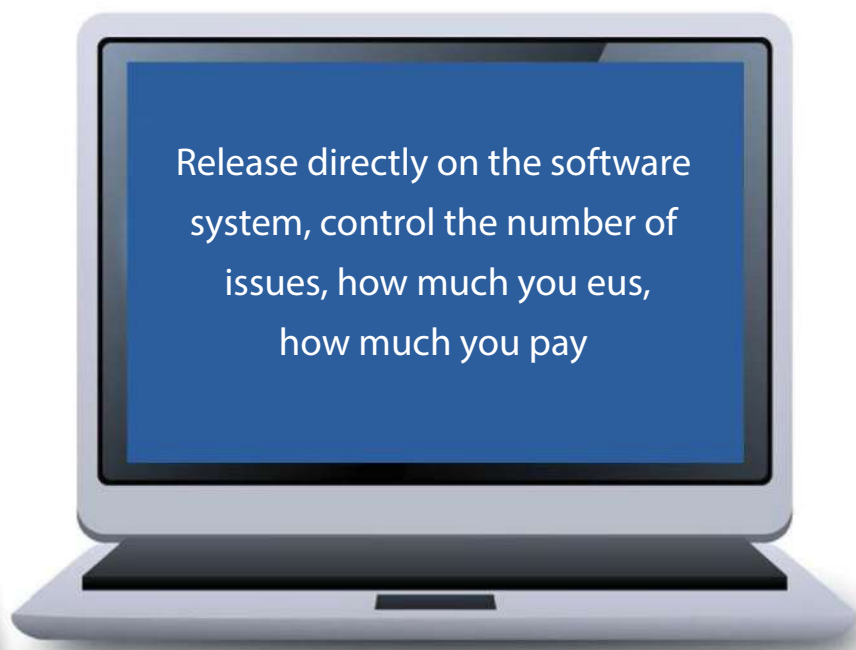 Release directly on the software
system, control the number of
issues, how much you eus,
how much you pay